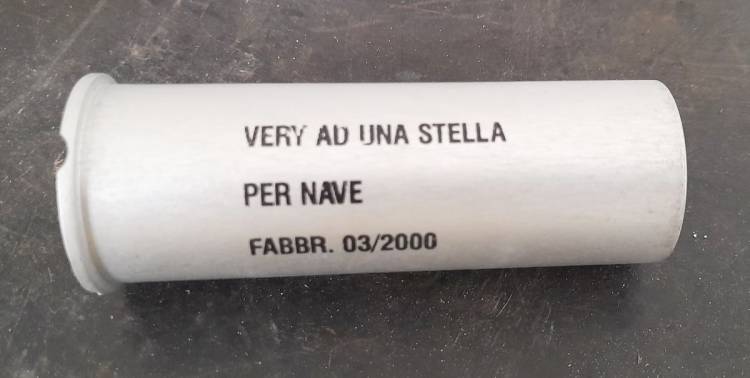 VERY AD UNA STELLA
PER NAVE
FABBR. 03/2000